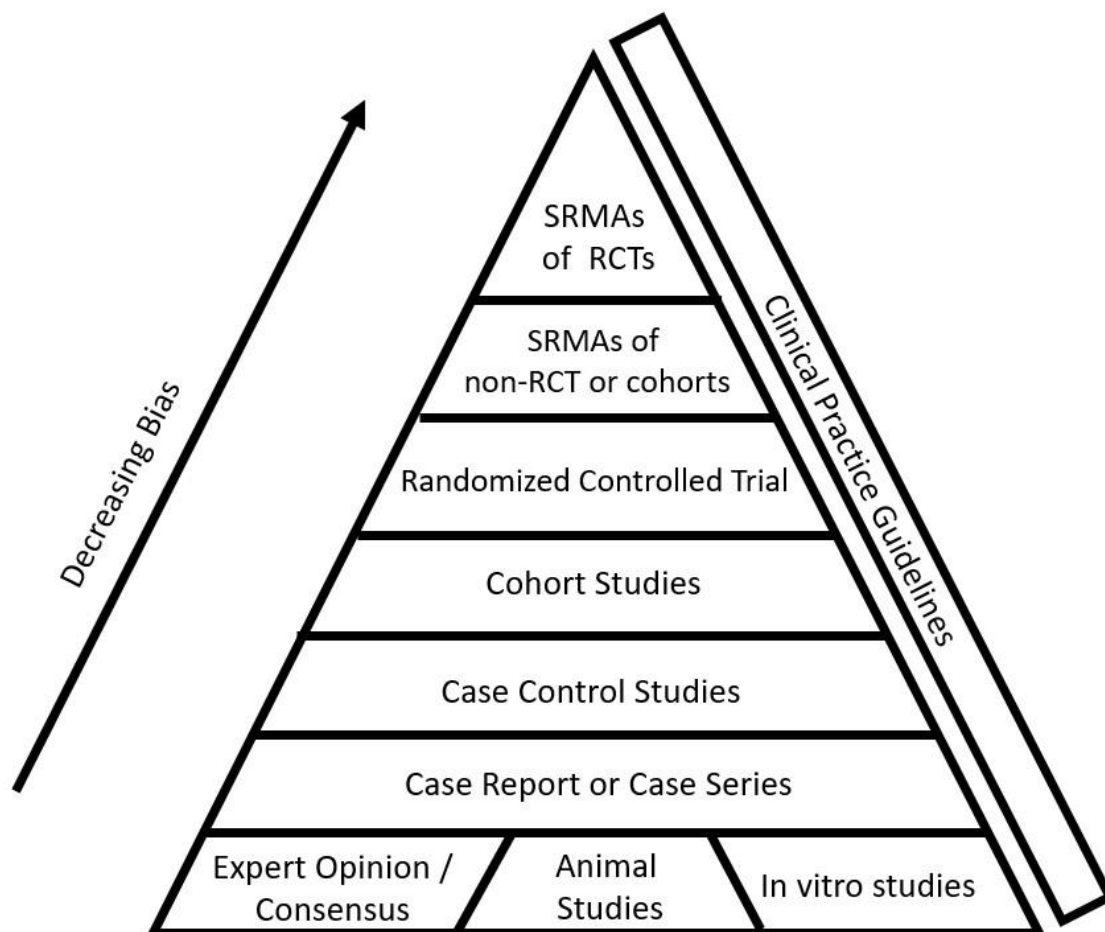 SRMAs
of RCTs
SRMAs of
non-RCT or cohorts
Randomized Controlled Trial
Cohort Studies
Case Control Studies
Case Report or Case Series
Expert Opinion /
Consensus
Animal
Studies
In vitro studies
Decreasing Bias
Clinical Practice Guidelines